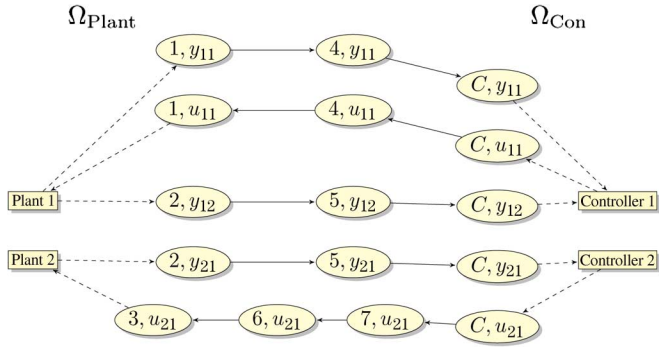 Ω_Plant Ω_Con
1, y_11 4, y_11
C, y_11
1, u_11 4, u_11
C, u_11
Plant 1 2, y_12 5, y_12 C, y_12 Controller 1
Plant 2 2, y_21 5, y_21 C, y_21 Controller 2
3, u_21 6, u_21 7, u_21 C, u_21